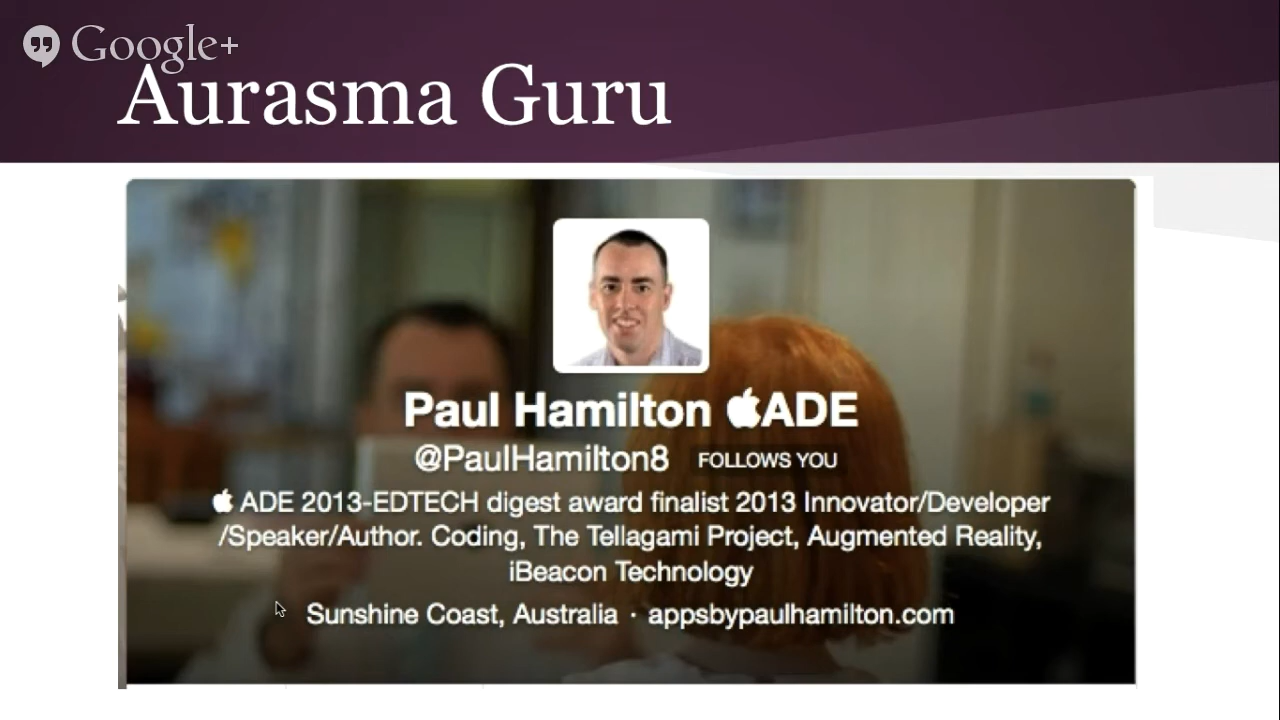 Google+
Aurasma Guru
Paul Hamilton ADE
@PaulHamilton8 FOLLOWS YOU
ADE 2013-EDTECH digest award finalist 2013 Innovator/Developer
/Speaker/Author. Coding, The Tellagami Project, Augmented Reality,
iBeacon Technology
Sunshine Coast, Australia · appsbypaulhamilton.com